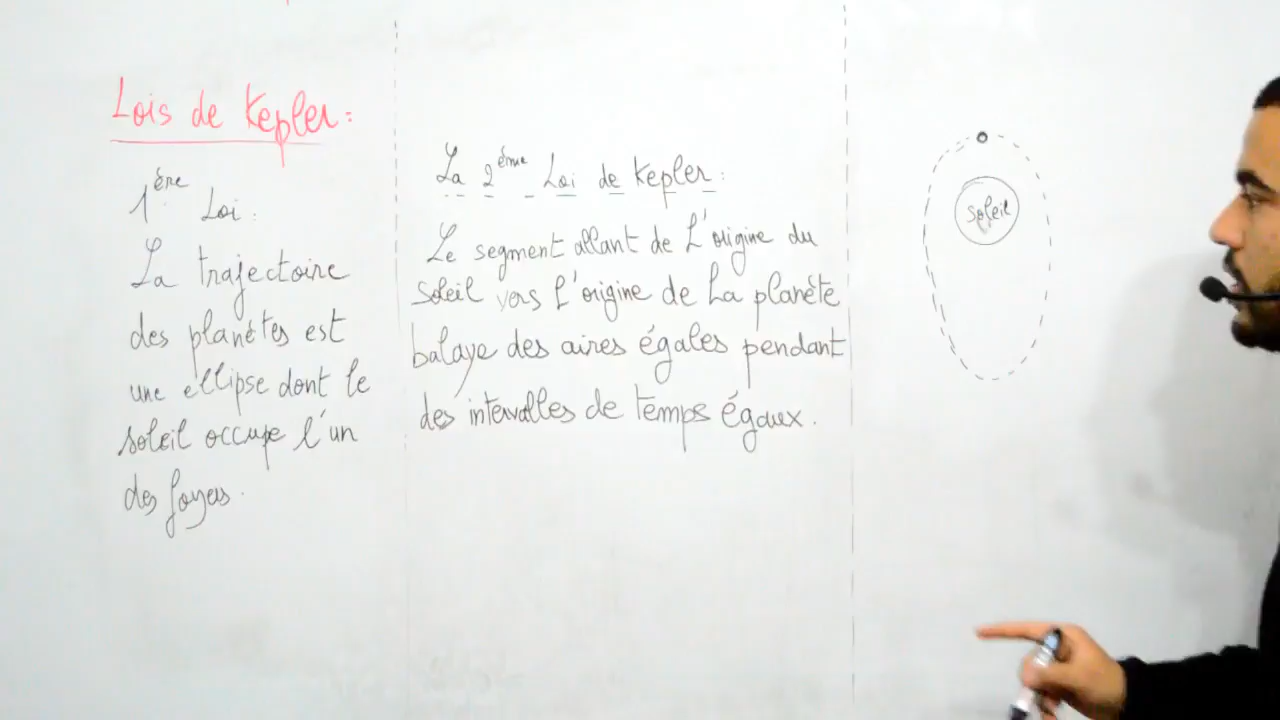 Lois de Kepler :
1ère Loi :
La trajectoire
des planètes est
une ellipse dont le
soleil occupe l'un
des foyers.
La 2ème Loi de Kepler :
Le segment allant de L'origine du
soleil vers L'origine de La planète
balaye des aires égales pendant
des intervalles de temps égaux.
soleil